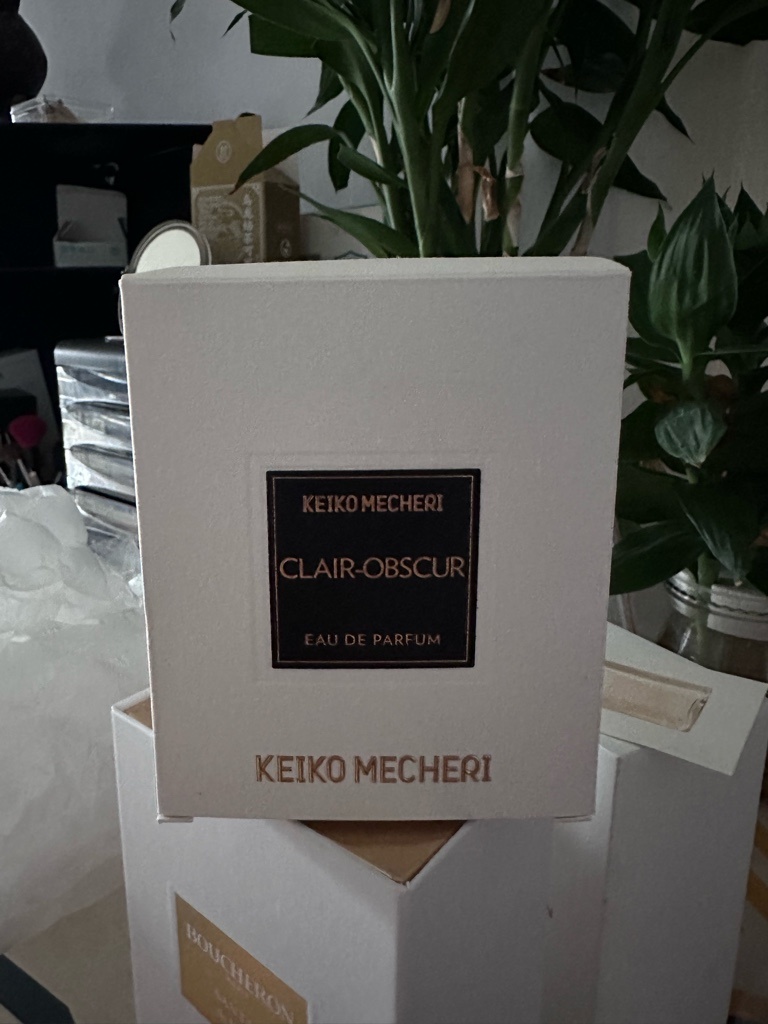 KEIKO MECHERI
CLAIR-OBSCUR
EAU DE PARFUM
KEIKO MECHERI
BOUCHERON